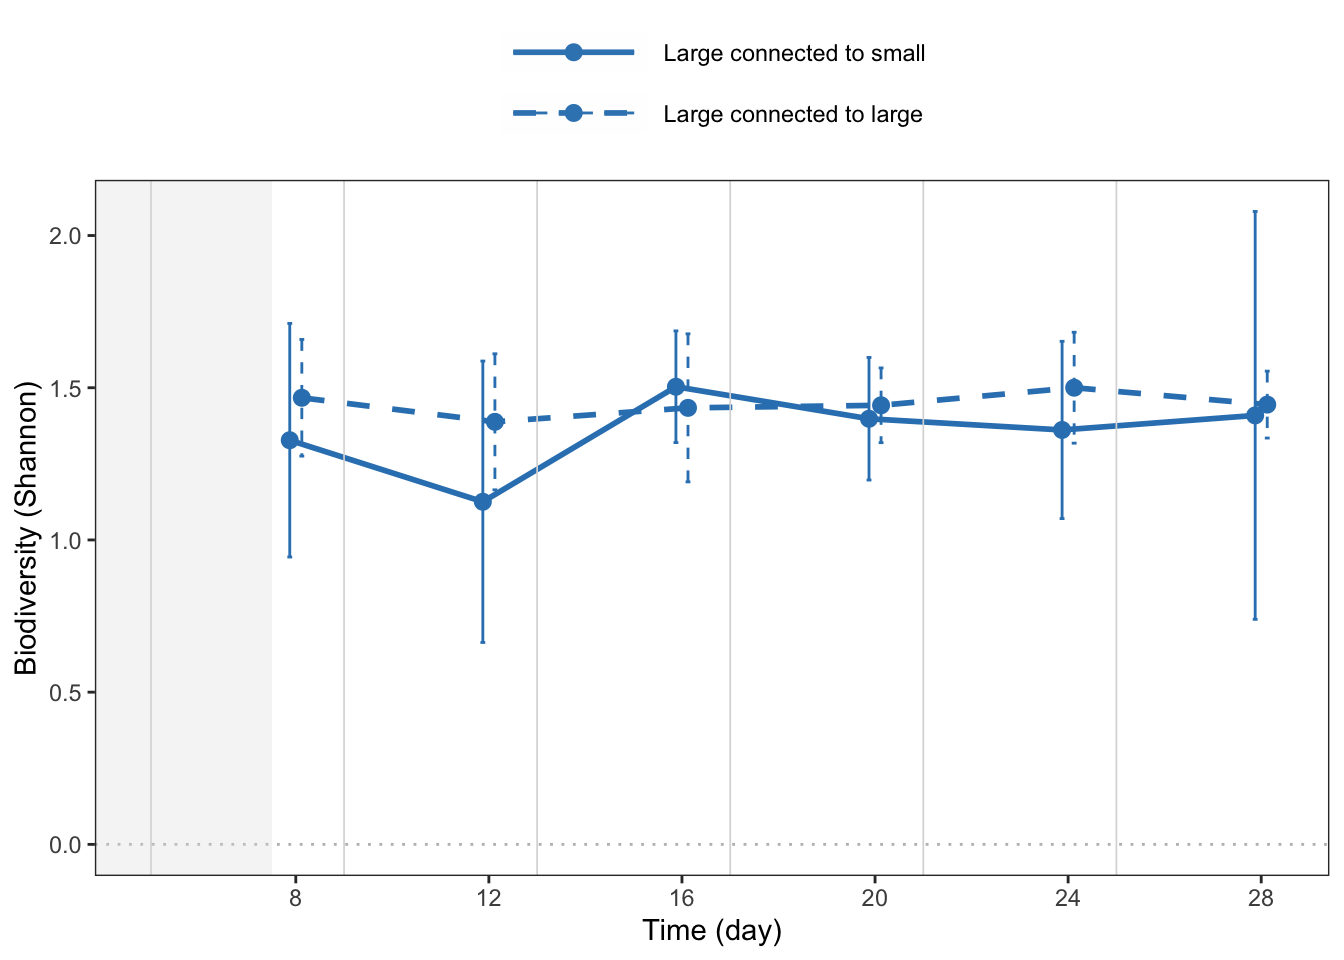 Large connected to small
Large connected to large
Biodiversity (Shannon)
2.0
1.5
1.0
0.5
0.0
8 12 16 20 24 28
Time (day)